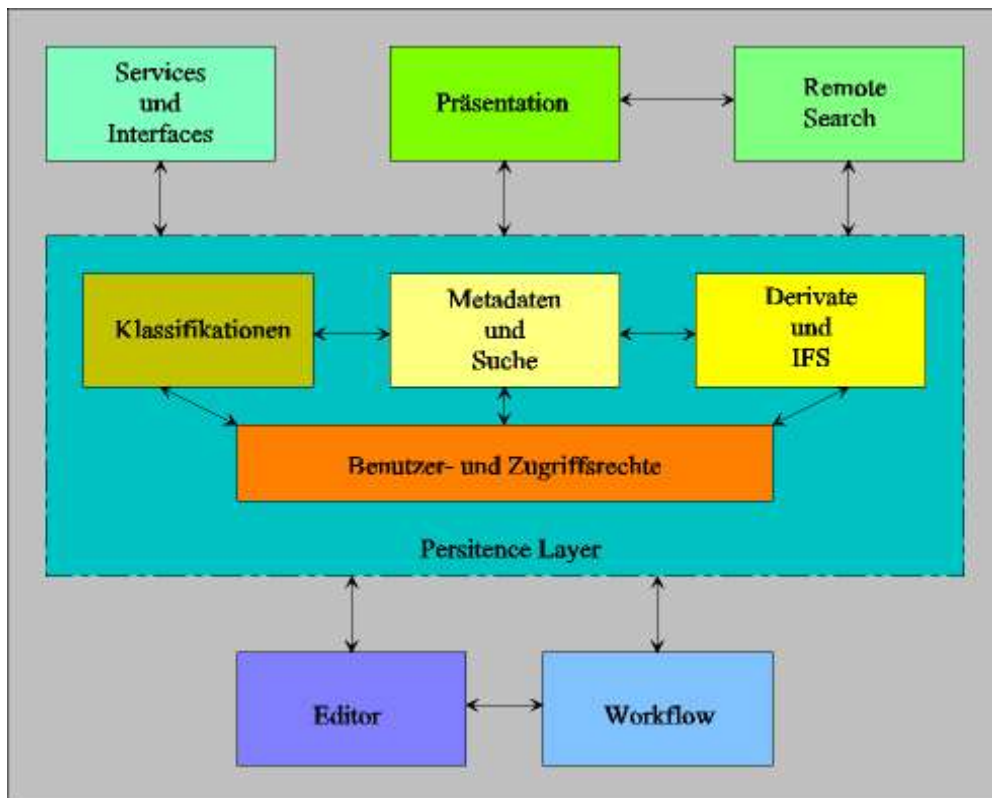 Services
und
Interfaces
Präsentation
Remote
Search
Klassifikationen
Metadaten
und
Suche
Derivate
und
IFS
Benutzer- und Zugriffsrechte
Persitence Layer
Editor
Workflow